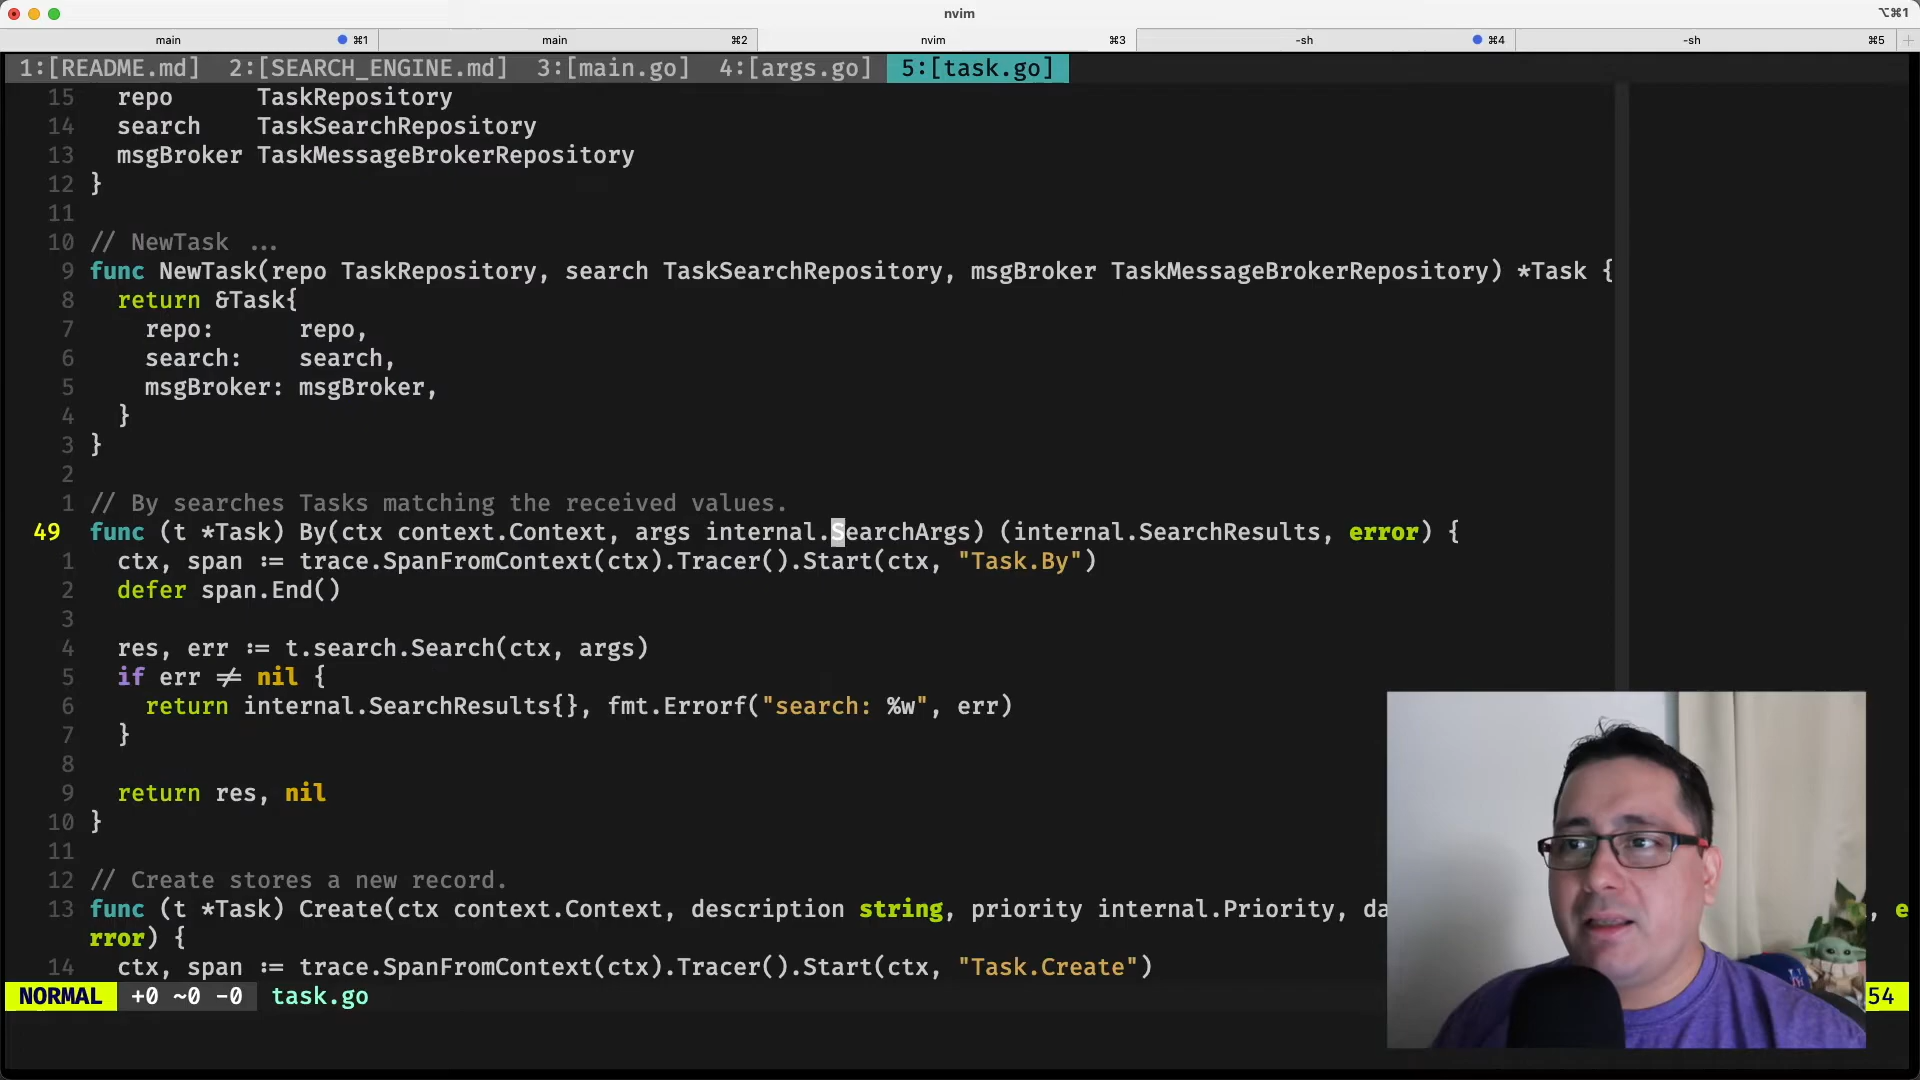 nvim
⌥⌘1
main ⌘1 main ⌘2 nvim ⌘3 -sh ⌘4 -sh ⌘5 +
1:[README.md] 2:[SEARCH_ENGINE.md] 3:[main.go] 4:[args.go] 5:[task.go]
15 repo TaskRepository
14 search TaskSearchRepository
13 msgBroker TaskMessageBrokerRepository
12 }
11
10 // NewTask ...
9 func NewTask(repo TaskRepository, search TaskSearchRepository, msgBroker TaskMessageBrokerRepository) *Task {
8 return &Task{
7 repo: repo,
6 search: search,
5 msgBroker: msgBroker,
4 }
3 }
2
1 // By searches Tasks matching the received values.
49 func (t *Task) By(ctx context.Context, args internal.SearchArgs) (internal.SearchResults, error) {
1 ctx, span := trace.SpanFromContext(ctx).Tracer().Start(ctx, "Task.By")
2 defer span.End()
3
4 res, err := t.search.Search(ctx, args)
5 if err != nil {
6 return internal.SearchResults{}, fmt.Errorf("search: %w", err)
7 }
8
9 return res, nil
10 }
11
12 // Create stores a new record.
13 func (t *Task) Create(ctx context.Context, description string, priority internal.Priority, da , e
rror) {
14 ctx, span := trace.SpanFromContext(ctx).Tracer().Start(ctx, "Task.Create")
NORMAL +0 ~0 -0 task.go 54